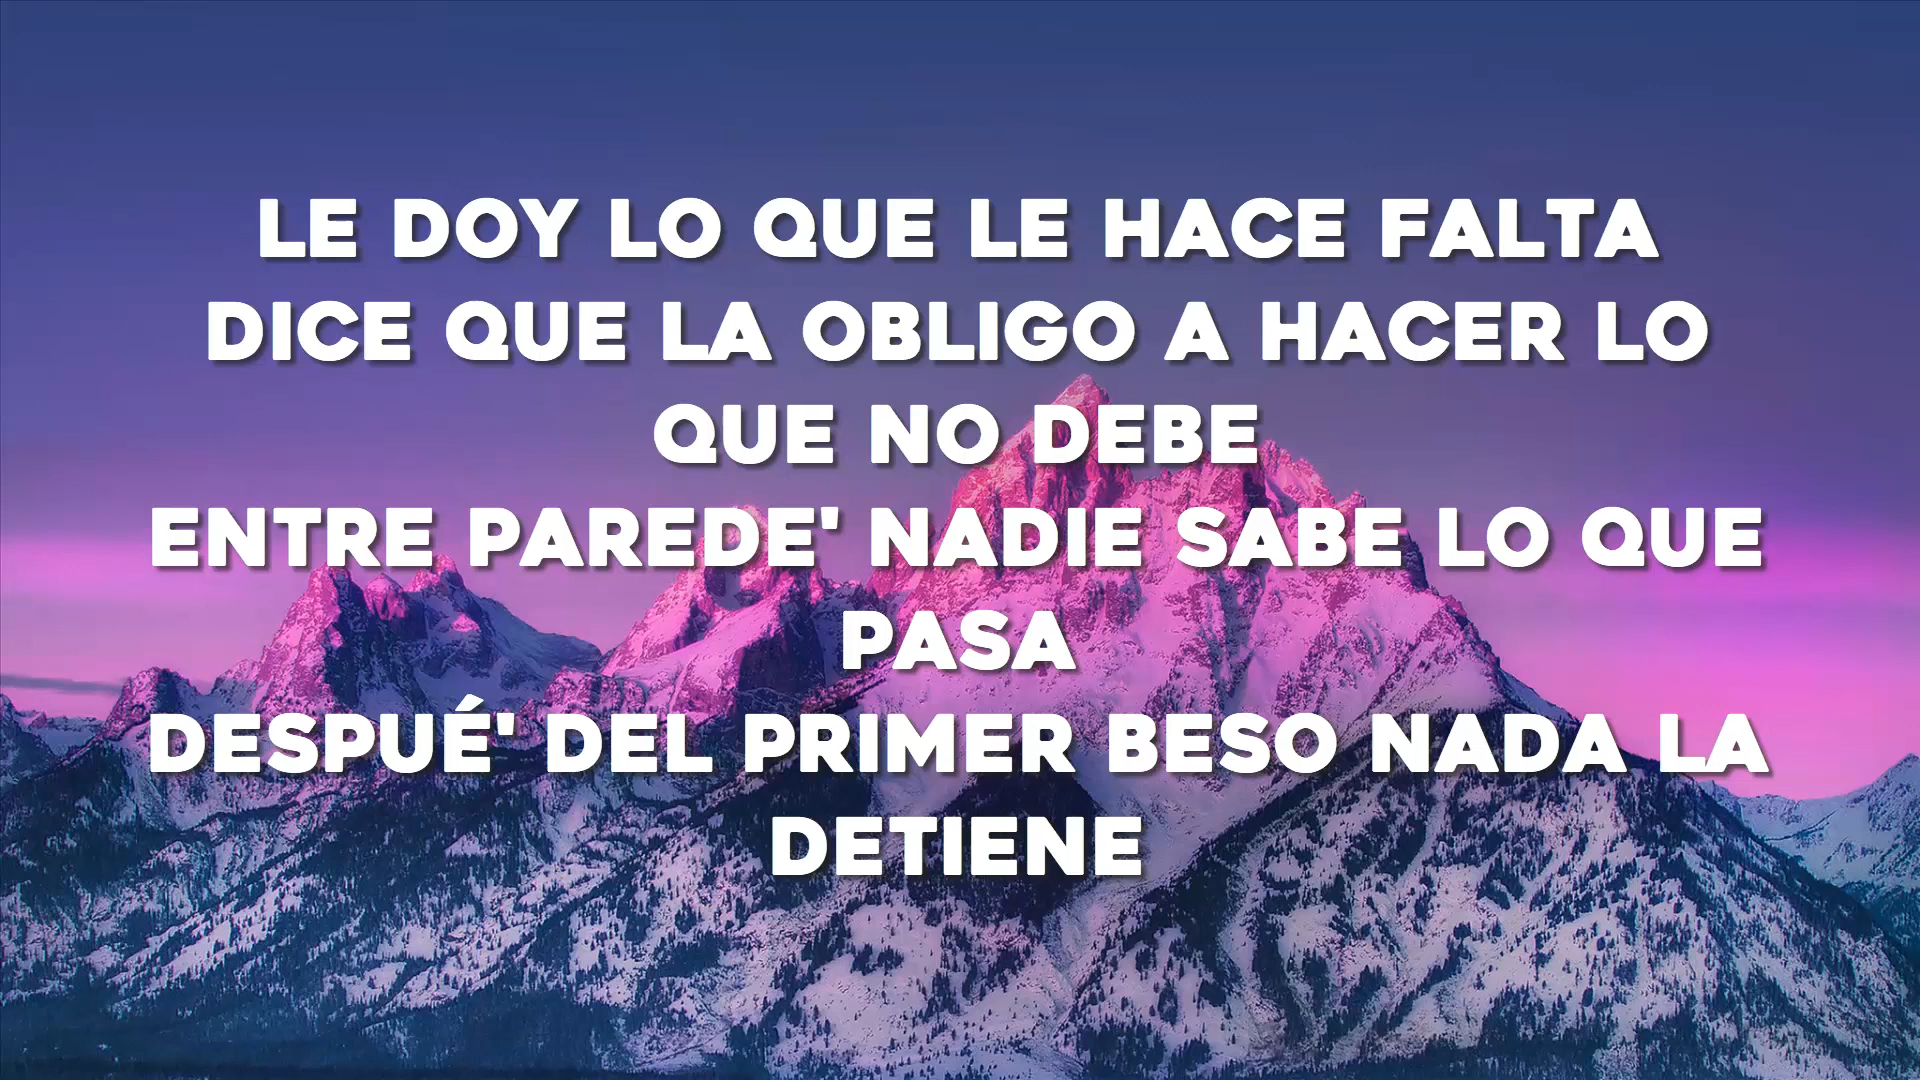 LE DOY LO QUE LE HACE FALTA
DICE QUE LA OBLIGO A HACER LO
QUE NO DEBE
ENTRE PAREDE' NADIE SABE LO QUE
PASA
DESPUÉ' DEL PRIMER BESO NADA LA
DETIENE